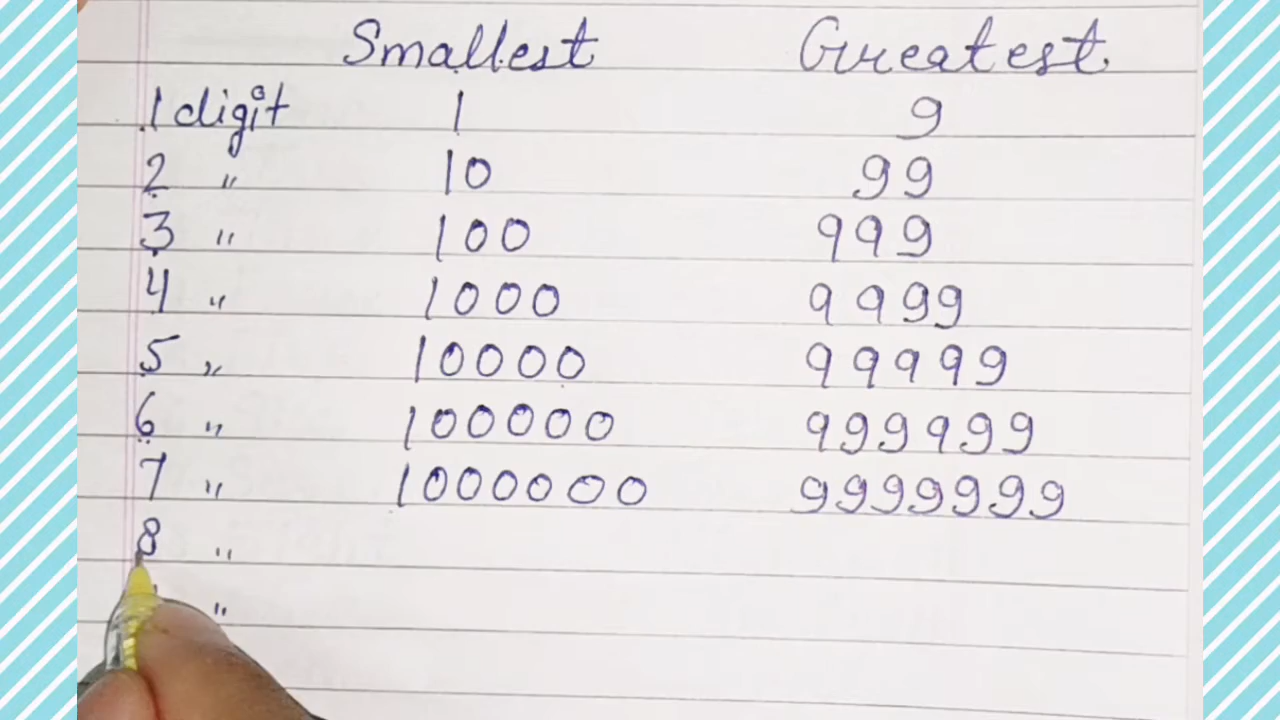 Smallest Greatest
1 digit 1 9
2 " 10 99
3 " 100 999
4 " 1000 9999
5 " 10000 99999
6 " 100000 999999
7 " 1000000 9999999
8 "
"